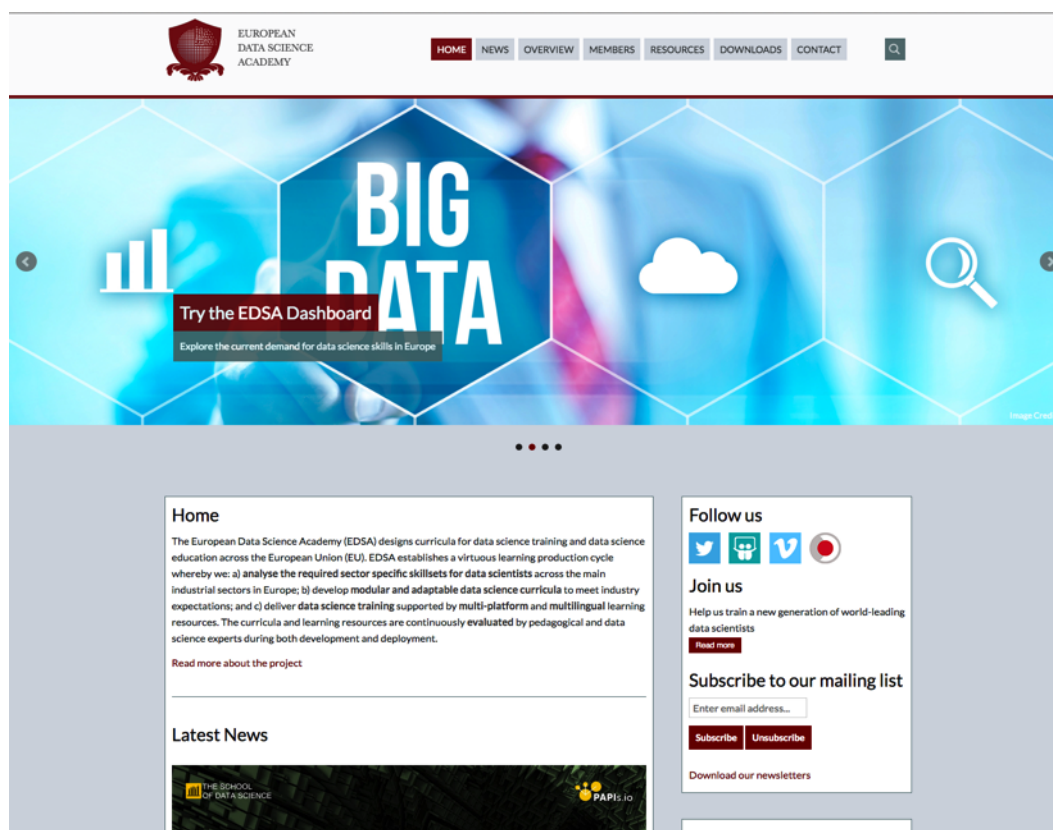 EUROPEAN
DATA SCIENCE
ACADEMY
HOME NEWS OVERVIEW MEMBERS RESOURCES DOWNLOADS CONTACT
BIG
DATA
Try the EDSA Dashboard
Explore the current demand for data science skills in Europe
Image Cred
Home
The European Data Science Academy (EDSA) designs curricula for data science training and data science
education across the European Union (EU). EDSA establishes a virtuous learning production cycle
whereby we: a) analyse the required sector specific skillsets for data scientists across the main
industrial sectors in Europe; b) develop modular and adaptable data science curricula to meet industry
expectations; and c) deliver data science training supported by multi-platform and multilingual learning
resources. The curricula and learning resources are continuously evaluated by pedagogical and data
science experts during both development and deployment.
Read more about the project
Latest News
THE SCHOOL
OF DATA SCIENCE
PAPIs.io
Follow us
Join us
Help us train a new generation of world-leading
data scientists
Read more
Subscribe to our mailing list
Enter email address...
Subscribe Unsubscribe
Download our newsletters